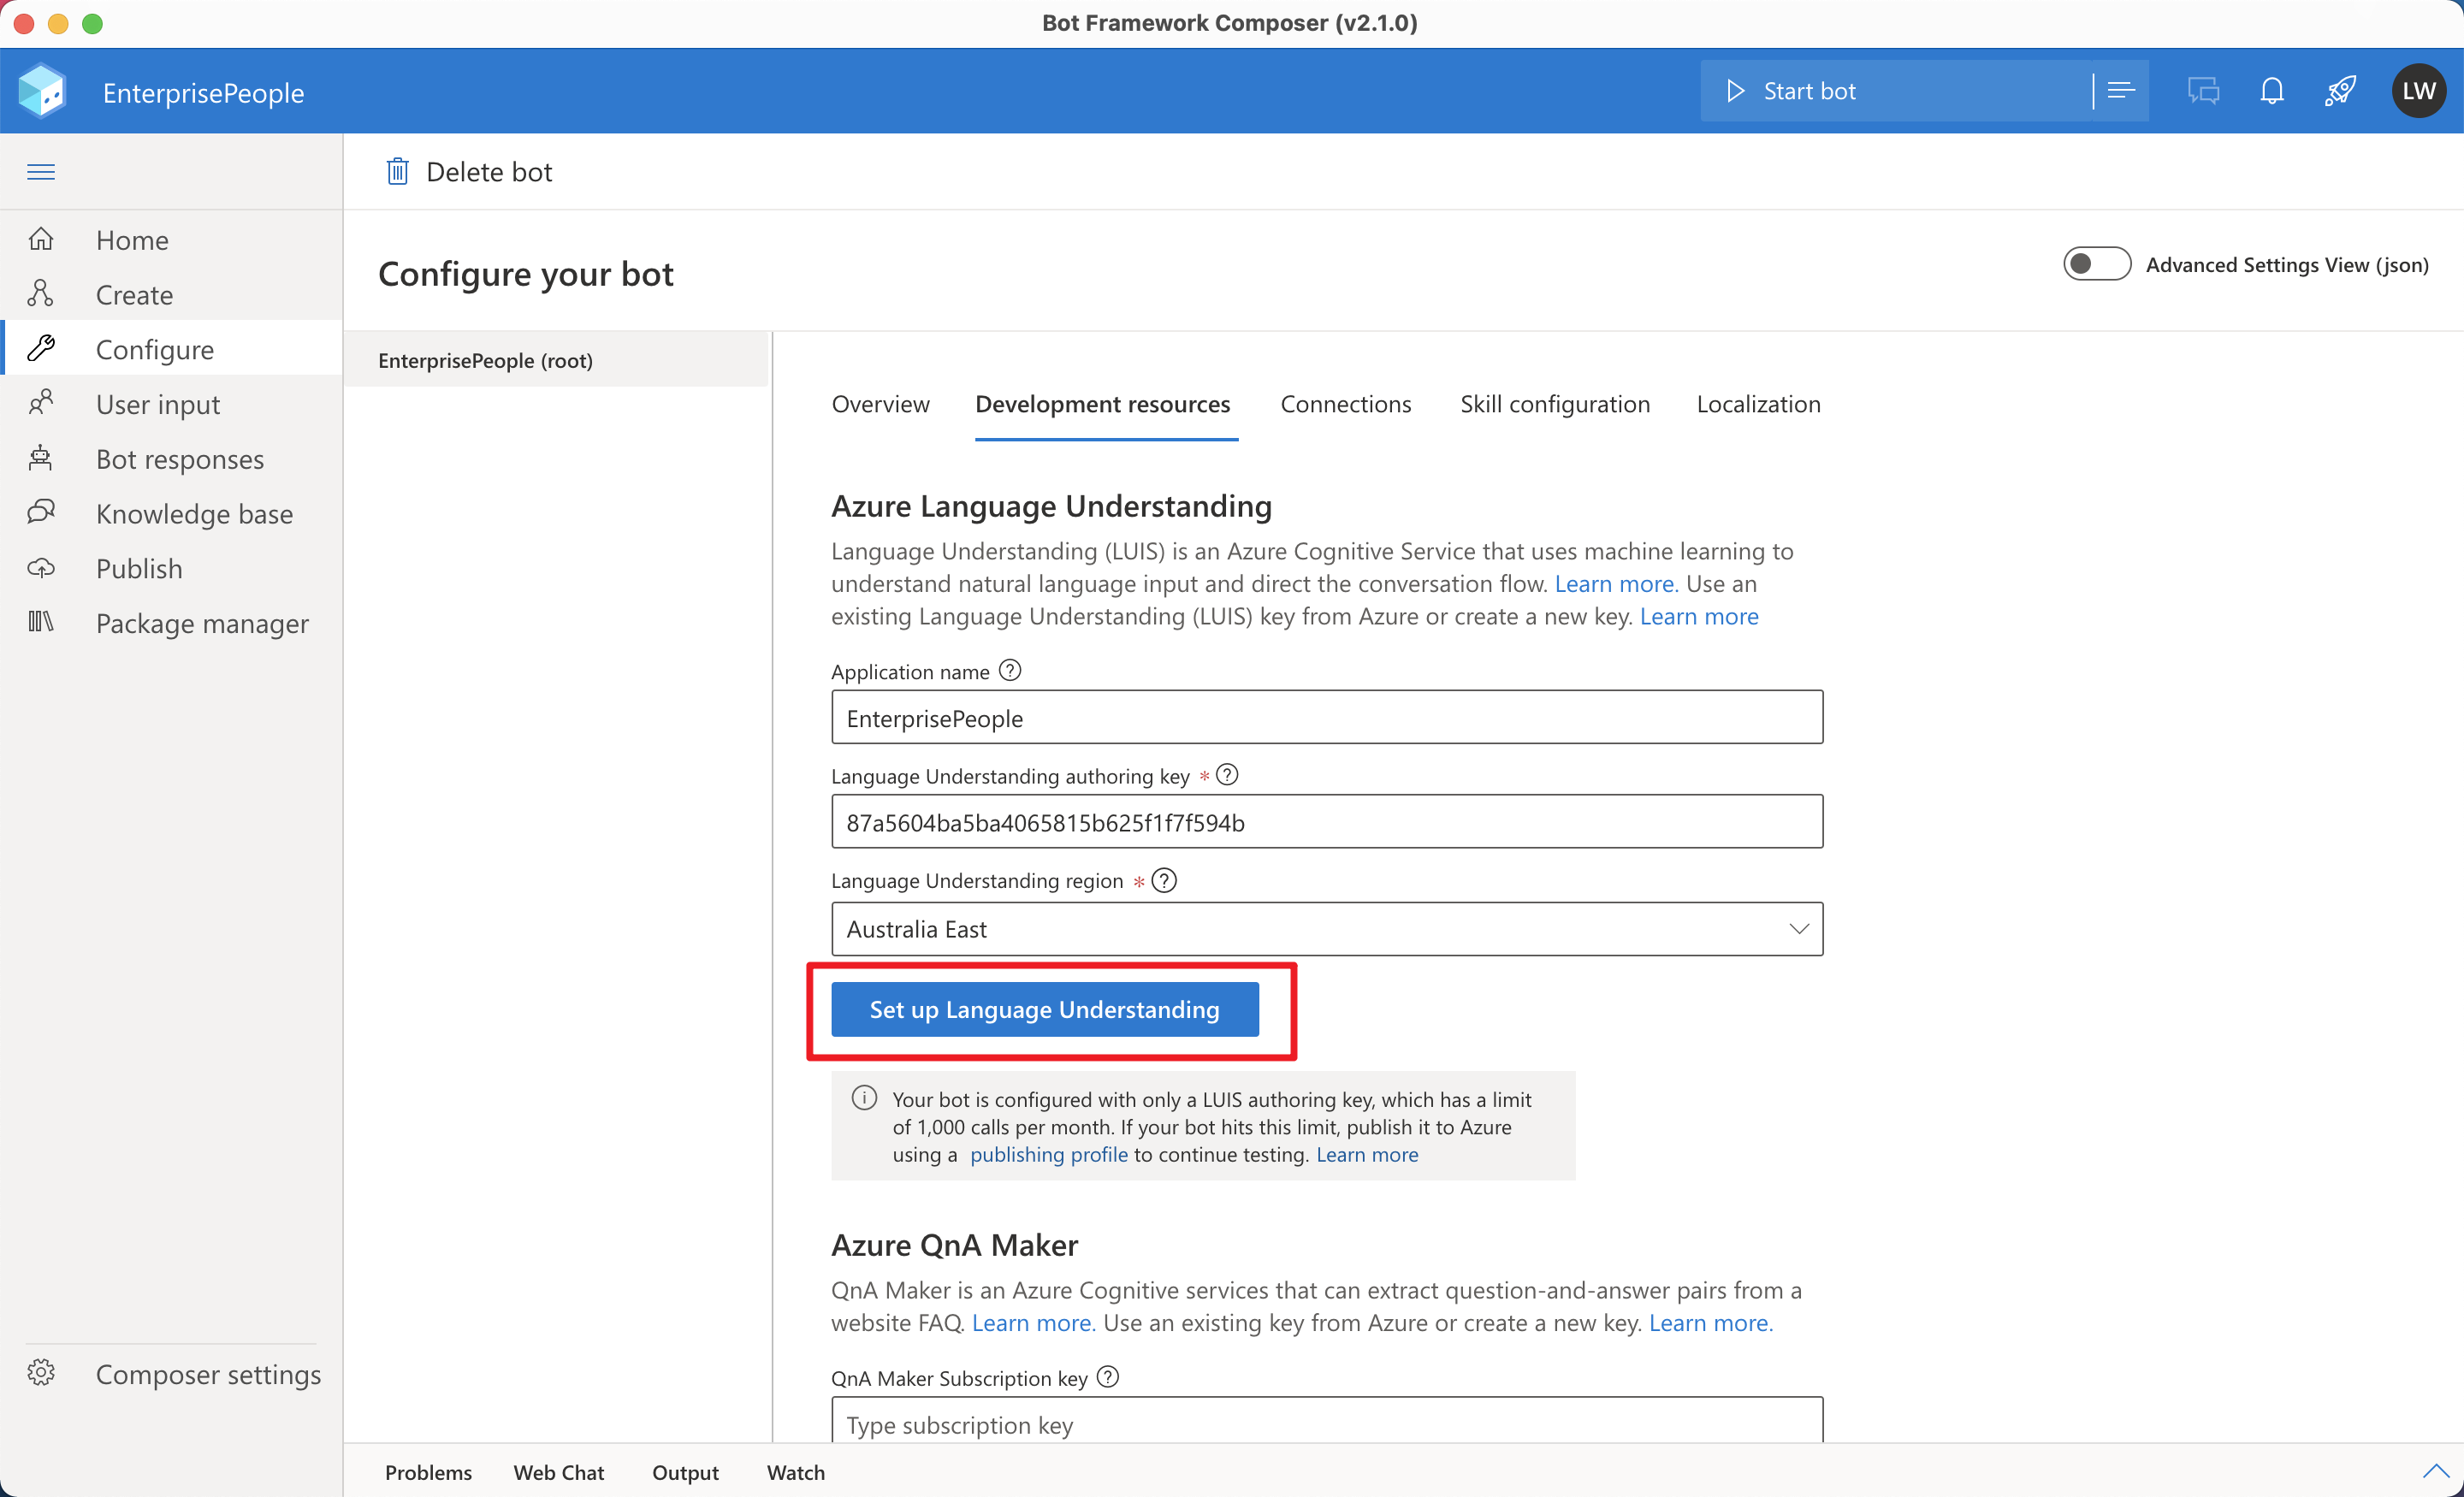 Bot Framework Composer (v2.1.0)
EnterprisePeople
Start bot
LW
Delete bot
Home
Create
Configure
User input
Bot responses
Knowledge base
Publish
Package manager
Composer settings
Configure your bot
Advanced Settings View (json)
EnterprisePeople (root)
Overview
Development resources
Connections
Skill configuration
Localization
Azure Language Understanding
Language Understanding (LUIS) is an Azure Cognitive Service that uses machine learning to
understand natural language input and direct the conversation flow. Learn more. Use an
existing Language Understanding (LUIS) key from Azure or create a new key. Learn more
Application name
EnterprisePeople
Language Understanding authoring key *
87a5604ba5ba4065815b625f1f7f594b
Language Understanding region *
Australia East
Set up Language Understanding
Your bot is configured with only a LUIS authoring key, which has a limit
of 1,000 calls per month. If your bot hits this limit, publish it to Azure
using a publishing profile to continue testing. Learn more
Azure QnA Maker
QnA Maker is an Azure Cognitive services that can extract question-and-answer pairs from a
website FAQ. Learn more. Use an existing key from Azure or create a new key. Learn more.
QnA Maker Subscription key
Type subscription key
Problems
Web Chat
Output
Watch